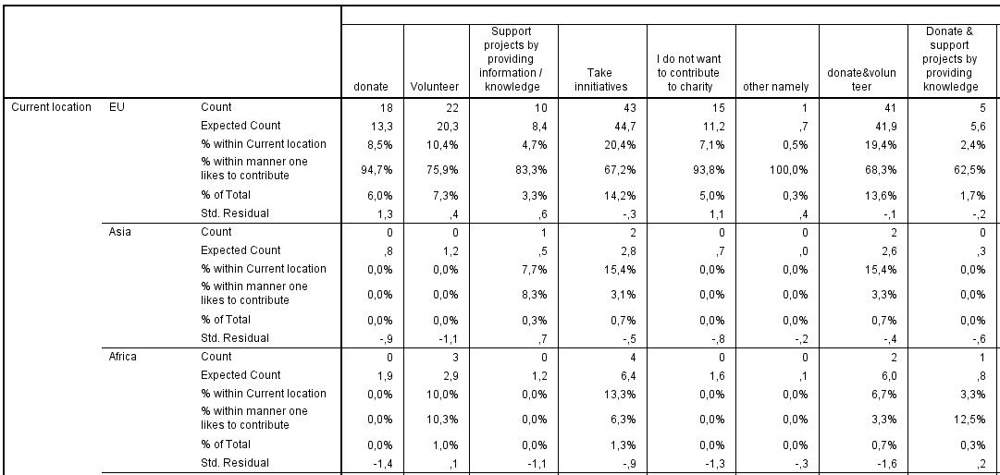 Support
projects by
providing
information /
knowledge
Take
innitiatives
I do not want
to contribute
to charity
Donate &
support
projects by
providing
knowledge
donate Volunteer other namely donate&volun
teer
Current location EU Count 18 22 10 43 15 1 41 5
Expected Count 13,3 20,3 8,4 44,7 11,2 ,7 41,9 5,6
% within Current location 8,5% 10,4% 4,7% 20,4% 7,1% 0,5% 19,4% 2,4%
% within manner one
likes to contribute 94,7% 75,9% 83,3% 67,2% 93,8% 100,0% 68,3% 62,5%
% of Total 6,0% 7,3% 3,3% 14,2% 5,0% 0,3% 13,6% 1,7%
Std. Residual 1,3 ,4 ,6 -,3 1,1 ,4 -,1 -,2
Asia Count 0 0 1 2 0 0 2 0
Expected Count ,8 1,2 ,5 2,8 ,7 ,0 2,6 ,3
% within Current location 0,0% 0,0% 7,7% 15,4% 0,0% 0,0% 15,4% 0,0%
% within manner one
likes to contribute 0,0% 0,0% 8,3% 3,1% 0,0% 0,0% 3,3% 0,0%
% of Total 0,0% 0,0% 0,3% 0,7% 0,0% 0,0% 0,7% 0,0%
Std. Residual -,9 -1,1 ,7 -,5 -,8 -,2 -,4 -,6
Africa Count 0 3 0 4 0 0 2 1
Expected Count 1,9 2,9 1,2 6,4 1,6 ,1 6,0 ,8
% within Current location 0,0% 10,0% 0,0% 13,3% 0,0% 0,0% 6,7% 3,3%
% within manner one
likes to contribute 0,0% 10,3% 0,0% 6,3% 0,0% 0,0% 3,3% 12,5%
% of Total 0,0% 1,0% 0,0% 1,3% 0,0% 0,0% 0,7% 0,3%
Std. Residual -1,4 ,1 -1,1 -,9 -1,3 -,3 -1,6 ,2